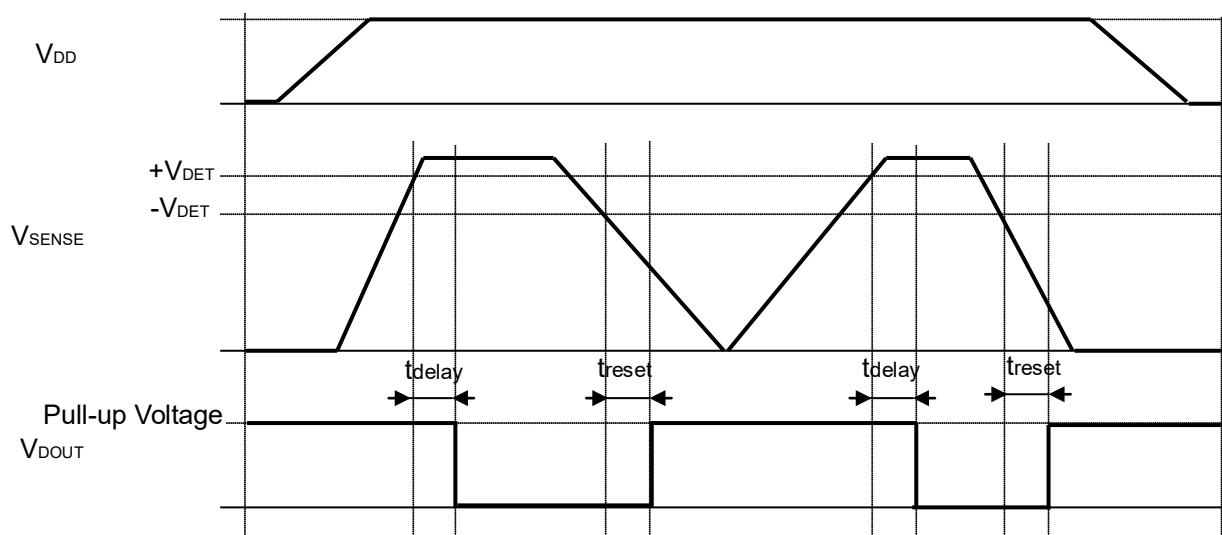 VDD
+VDET
-VDET
VSENSE
tdelay treset tdelay treset
Pull-up Voltage
VDOUT